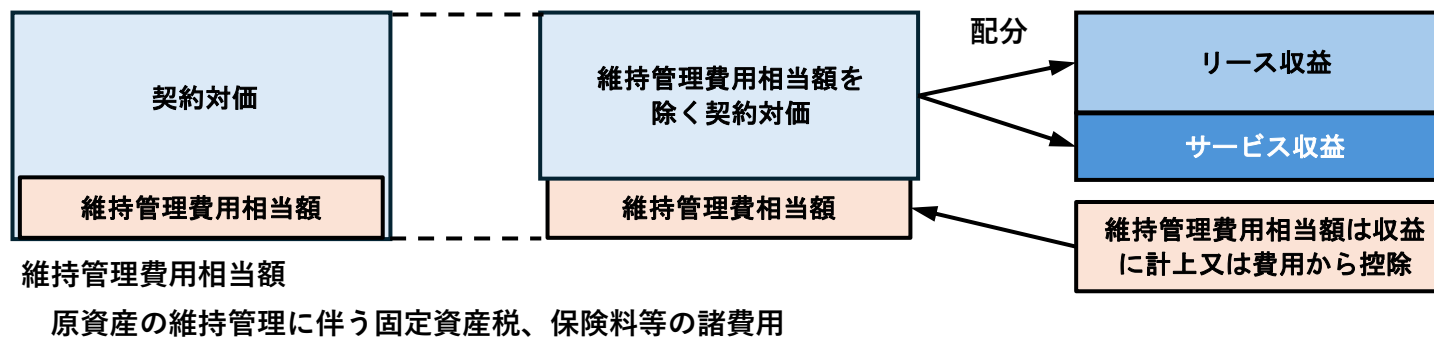 契約対価
維持管理費用相当額
維持管理費用相当額を
除く契約対価
維持管理費相当額
配分
リース収益
サービス収益
維持管理費用相当額は収益
に計上又は費用から控除
維持管理費用相当額
原資産の維持管理に伴う固定資産税、保険料等の諸費用